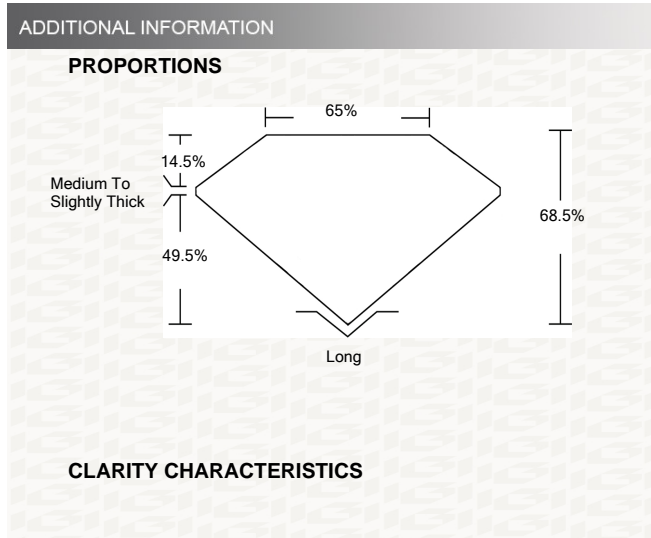 ADDITIONAL INFORMATION
PROPORTIONS
65%
14.5%
Medium To
Slightly Thick
68.5%
49.5%
Long
CLARITY CHARACTERISTICS